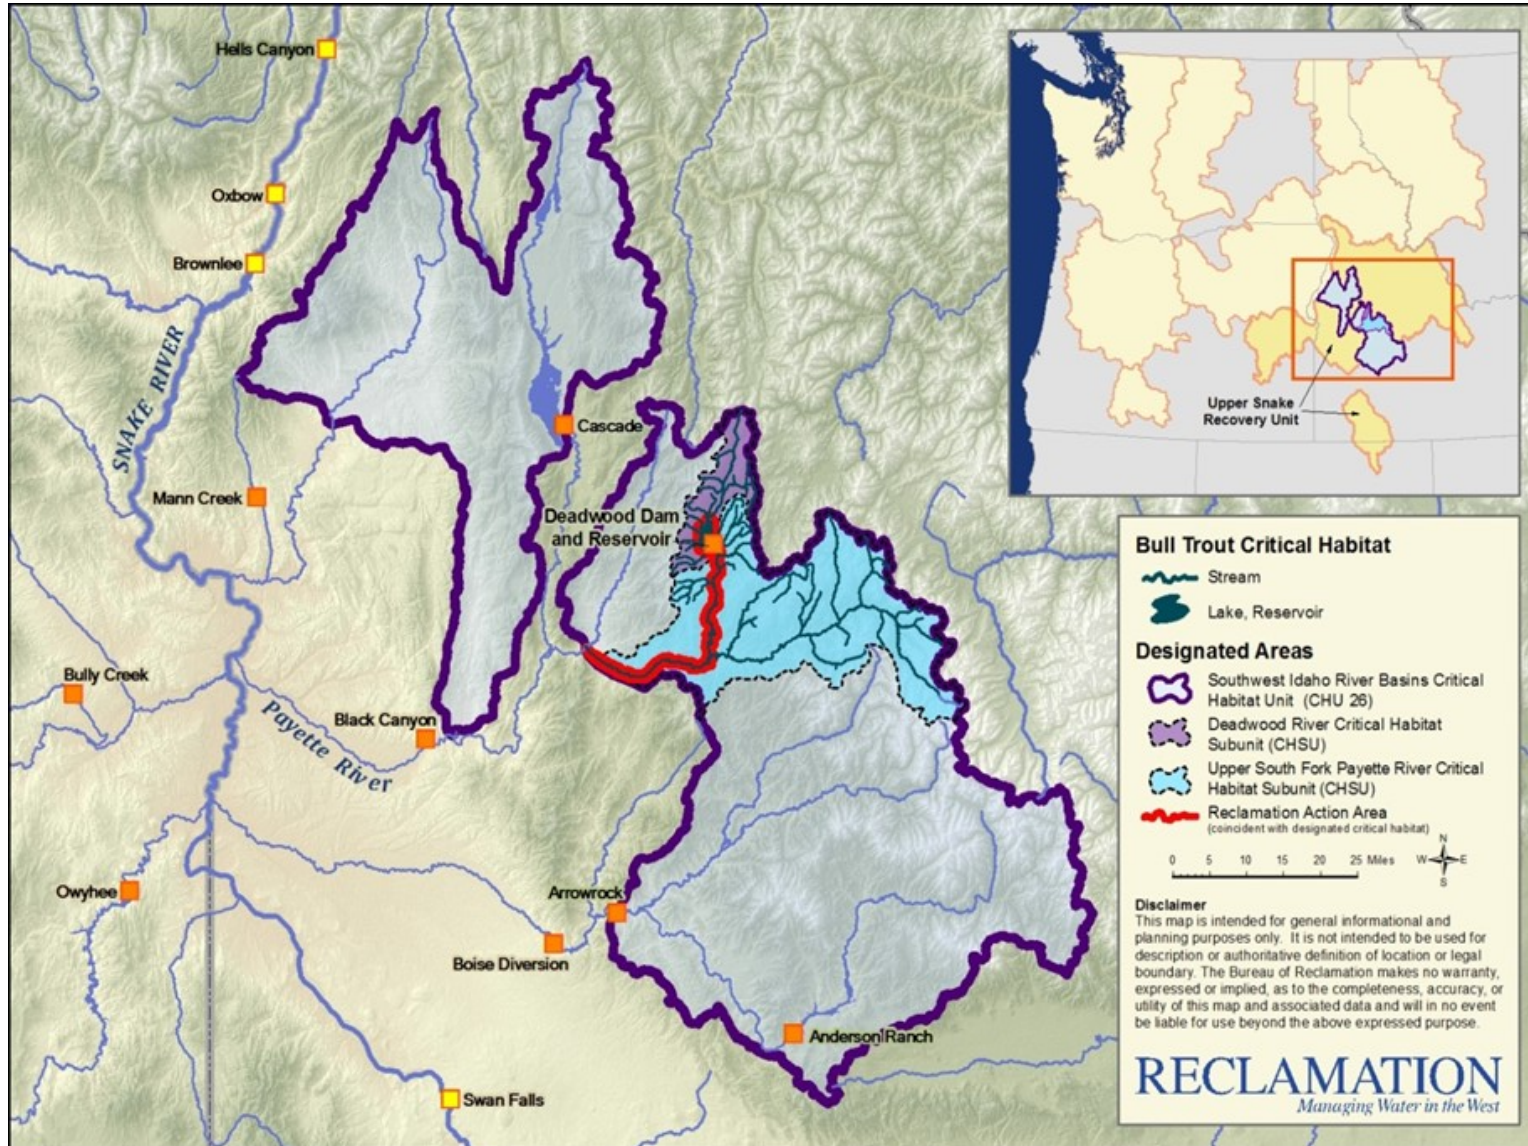 Hells Canyon
Oxbow
Brownlee
SNAKE RIVER
Cascade
Mann Creek
Deadwood Dam
and Reservoir
Bully Creek
Black Canyon
Payette River
Owyhee
Arrowrock
Boise Diversion
Anderson Ranch
Swan Falls
Upper Snake
Recovery Unit
Bull Trout Critical Habitat
Stream
Lake, Reservoir
Designated Areas
Southwest Idaho River Basins Critical
Habitat Unit (CHU 26)
Deadwood River Critical Habitat
Subunit (CHSU)
Upper South Fork Payette River Critical
Habitat Subunit (CHSU)
Reclamation Action Area
(coincident with designated critical habitat)
N
0 5 10 15 20 25 Miles W E
S
Disclaimer
This map is intended for general informational and
planning purposes only. It is not intended to be used for
description or authoritative definition of location or legal
boundary. The Bureau of Reclamation makes no warranty,
expressed or implied, as to the completeness, accuracy, or
utility of this map and associated data and will in no event
be liable for use beyond the above expressed purpose.
RECLAMATION
Managing Water in the West